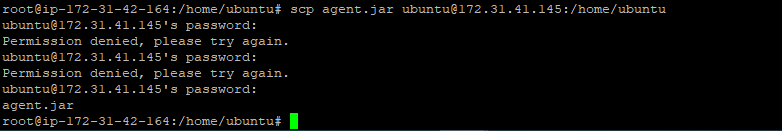 root@ip-172-31-42-164:/home/ubuntu# scp agent.jar ubuntu@172.31.41.145:/home/ubuntu
ubuntu@172.31.41.145's password:
Permission denied, please try again.
ubuntu@172.31.41.145's password:
Permission denied, please try again.
ubuntu@172.31.41.145's password:
agent.jar
root@ip-172-31-42-164:/home/ubuntu#